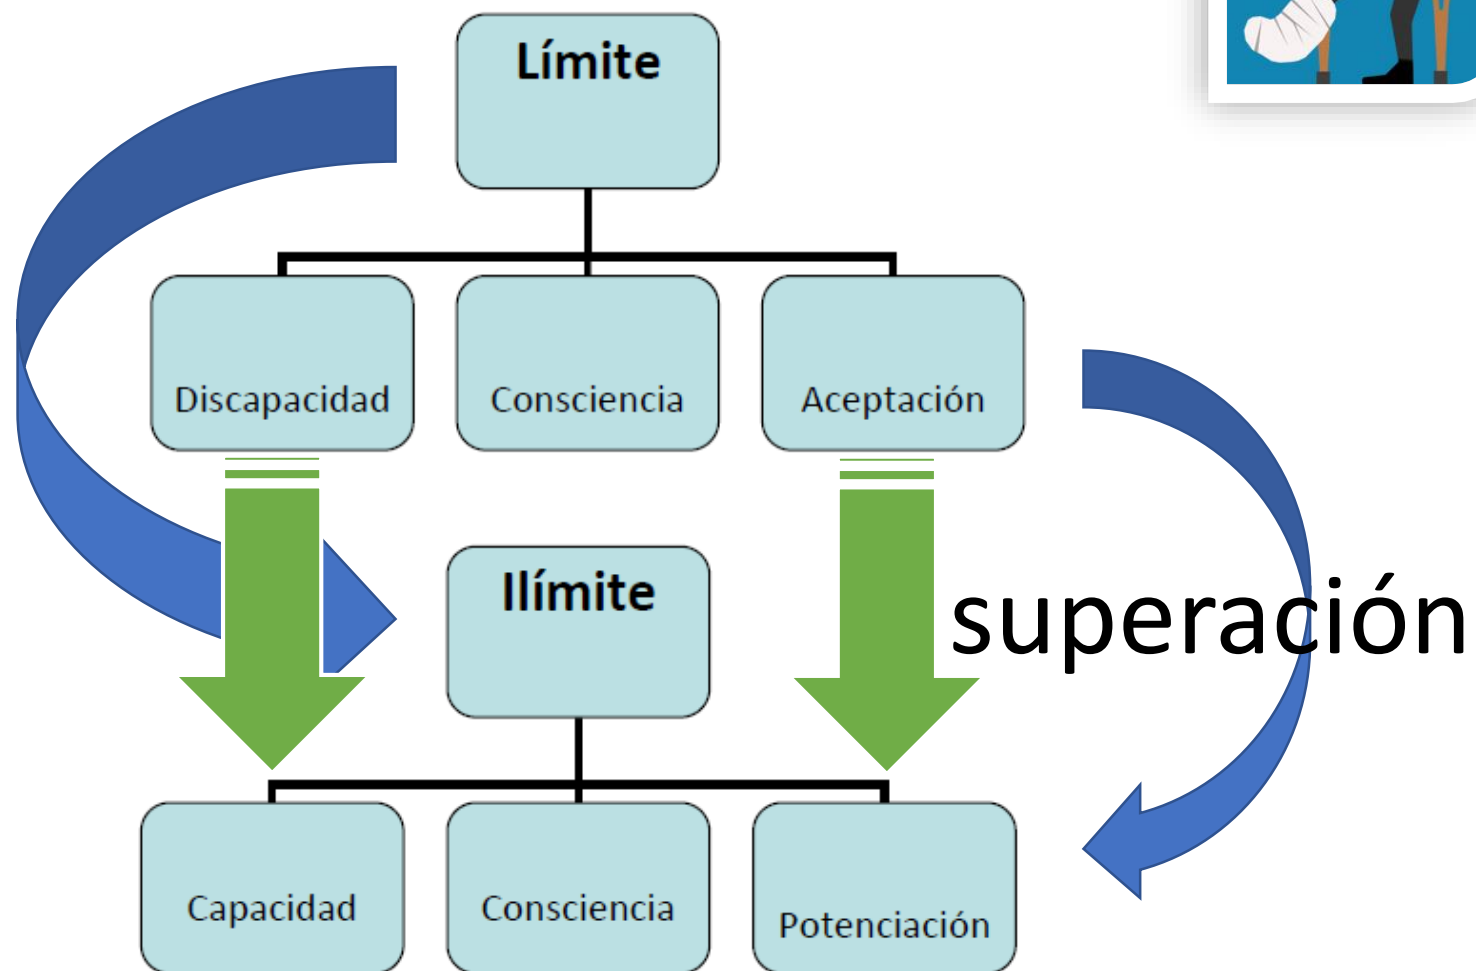 Límite
Discapacidad
Consciencia
Aceptación
Ilímite
superación
Capacidad
Consciencia
Potenciación